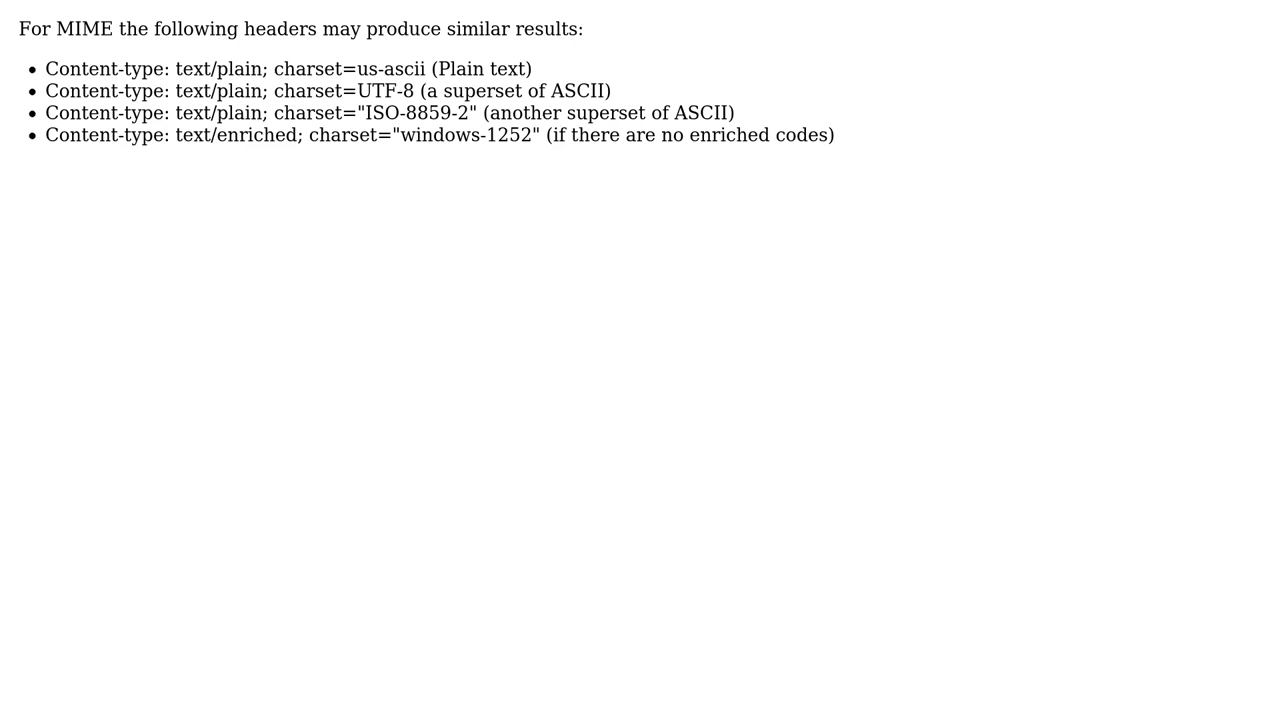 For MIME the following headers may produce similar results:
• Content-type: text/plain; charset=us-ascii (Plain text)
• Content-type: text/plain; charset=UTF-8 (a superset of ASCII)
• Content-type: text/plain; charset="ISO-8859-2" (another superset of ASCII)
• Content-type: text/enriched; charset="windows-1252" (if there are no enriched codes)